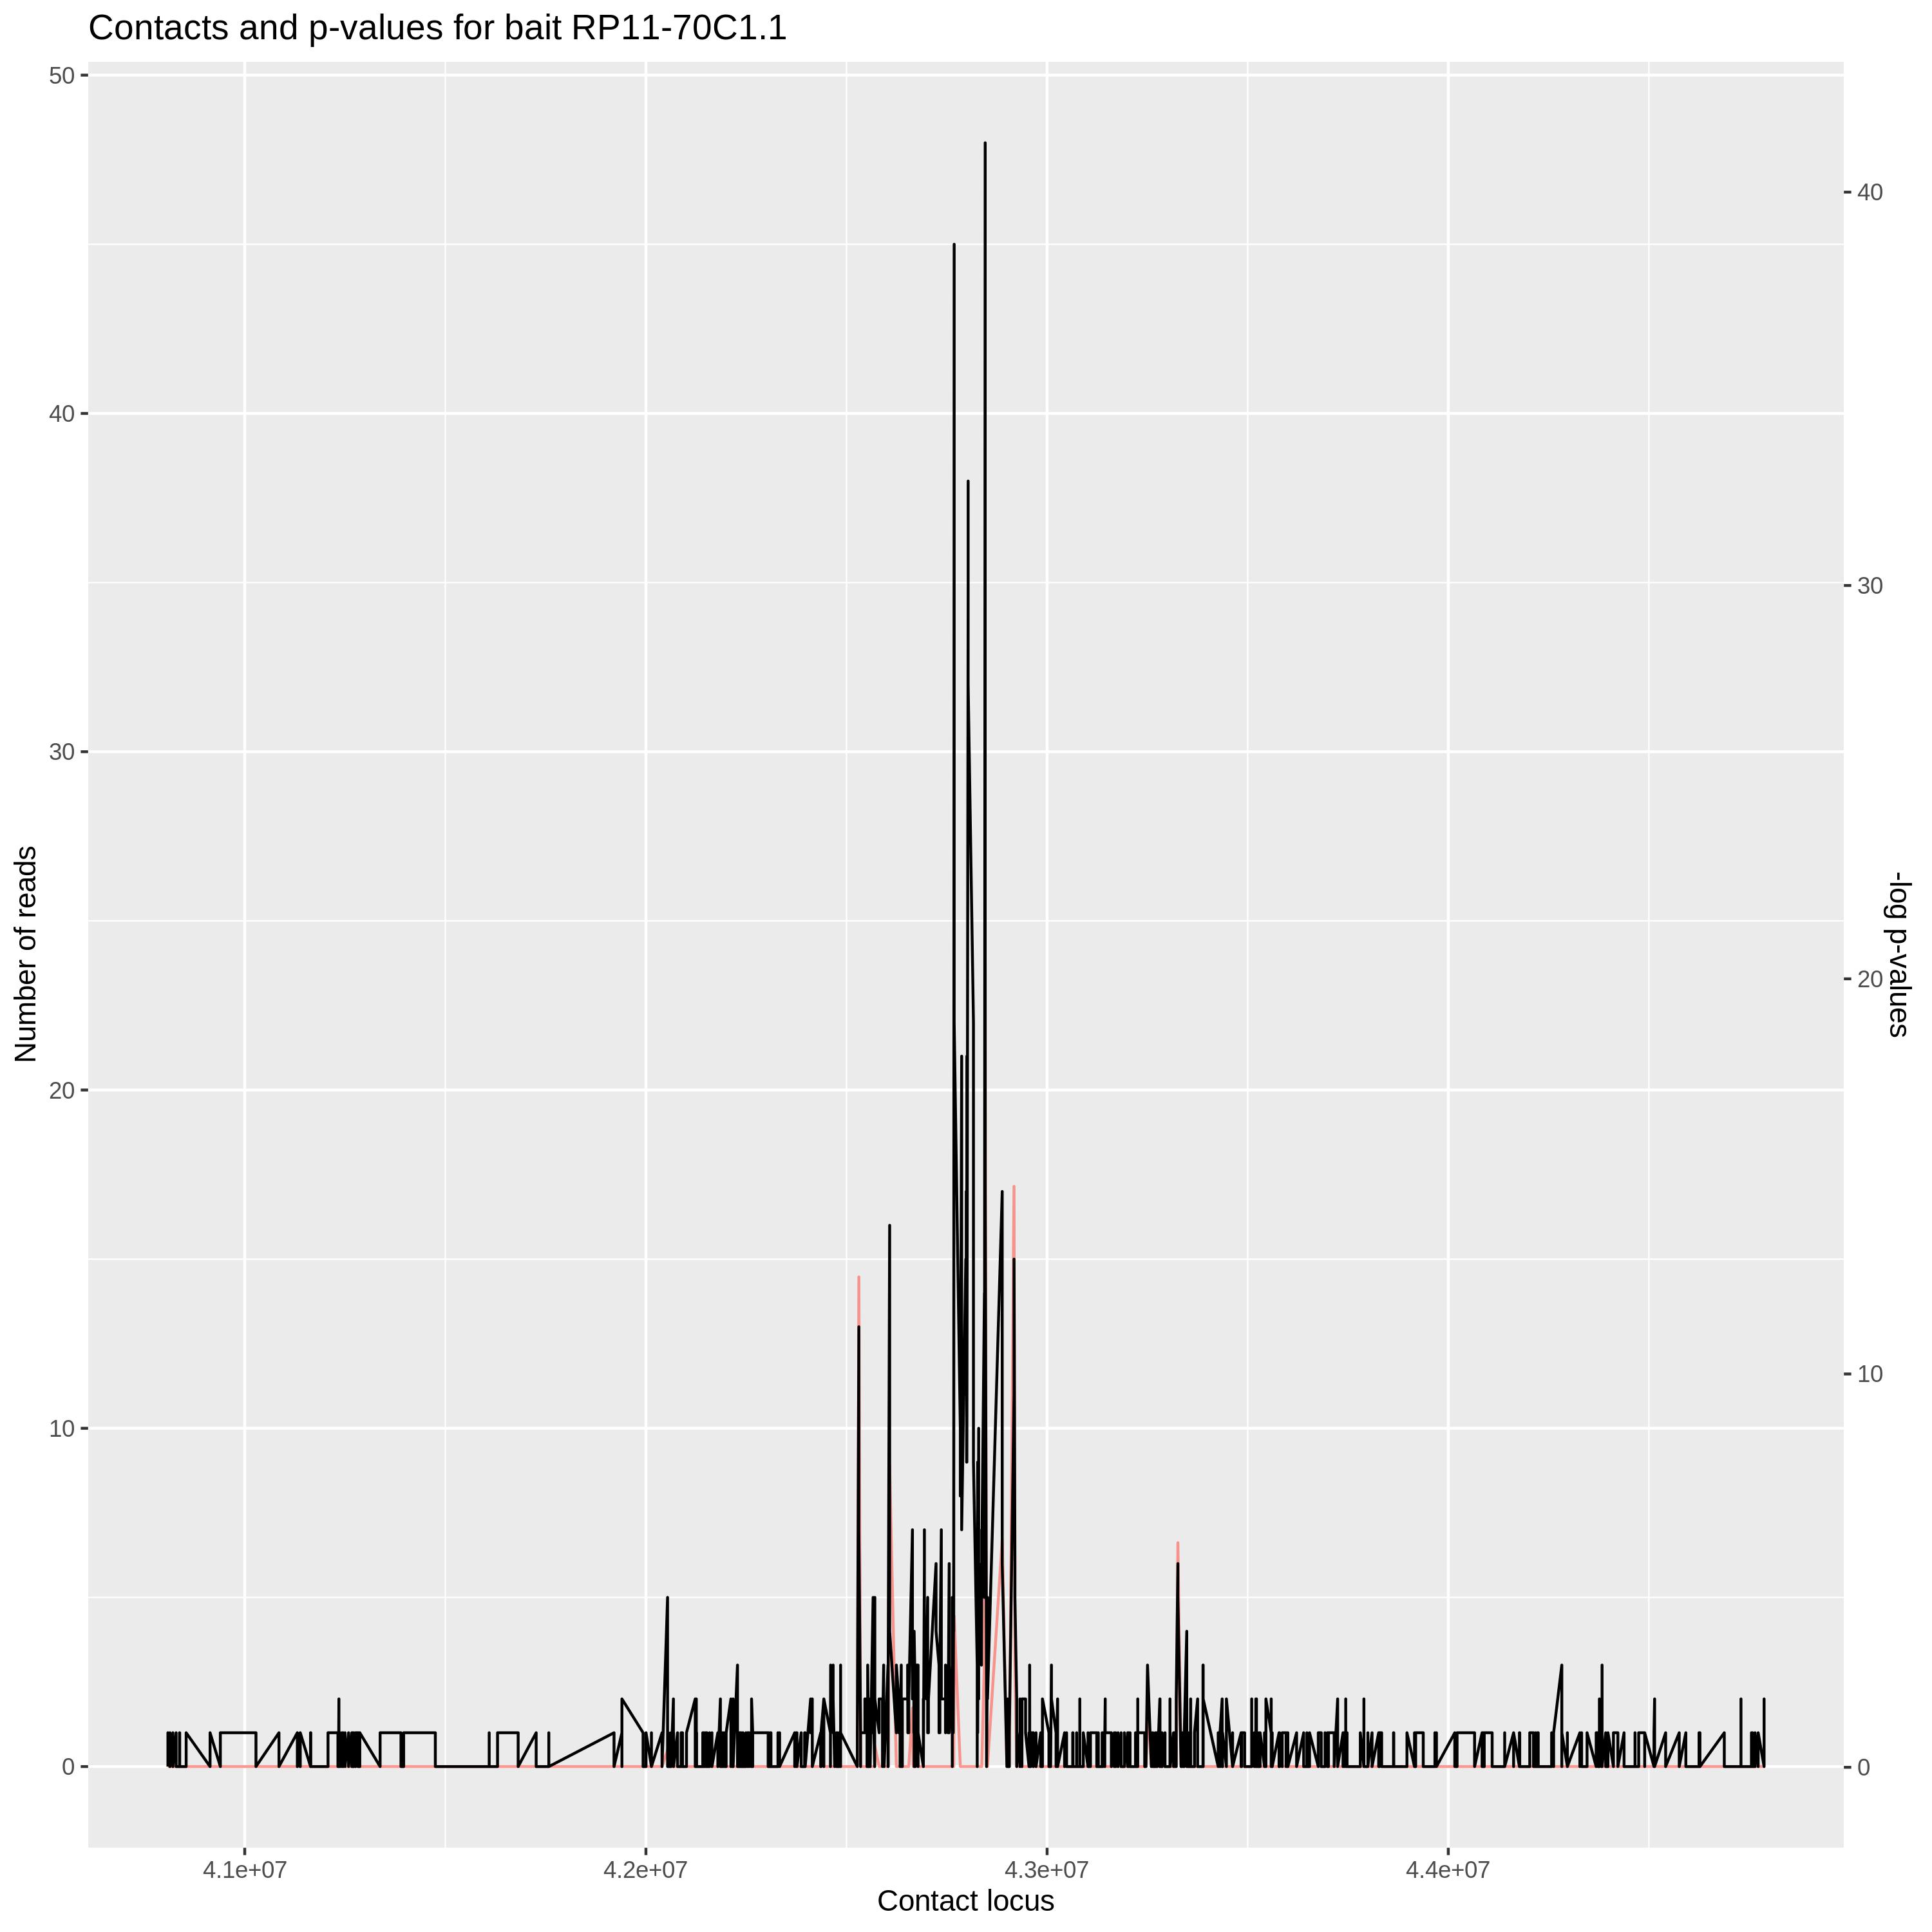 Contacts and p-values for bait RP11-70C1.1
50
40
30
20
10
0
Number of reads
40
30
20
10
0
-log p-values
4.1e+07
4.2e+07
4.3e+07
4.4e+07
Contact locus